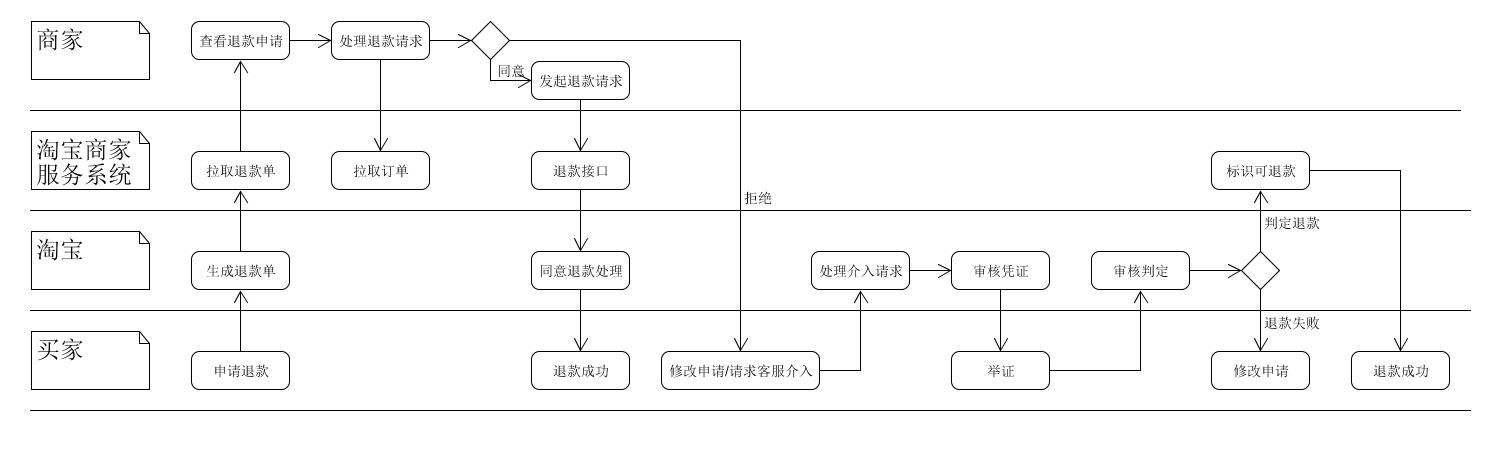 商家
查看退款申请
处理退款请求
同意
发起退款请求
淘宝商家
服务系统
拉取退款单
拉取订单
退款接口
拒绝
标识可退款
淘宝
生成退款单
同意退款处理
处理介入请求
审核凭证
审核判定
判定退款
买家
申请退款
退款成功
修改申请/请求客服介入
举证
退款失败
修改申请
退款成功